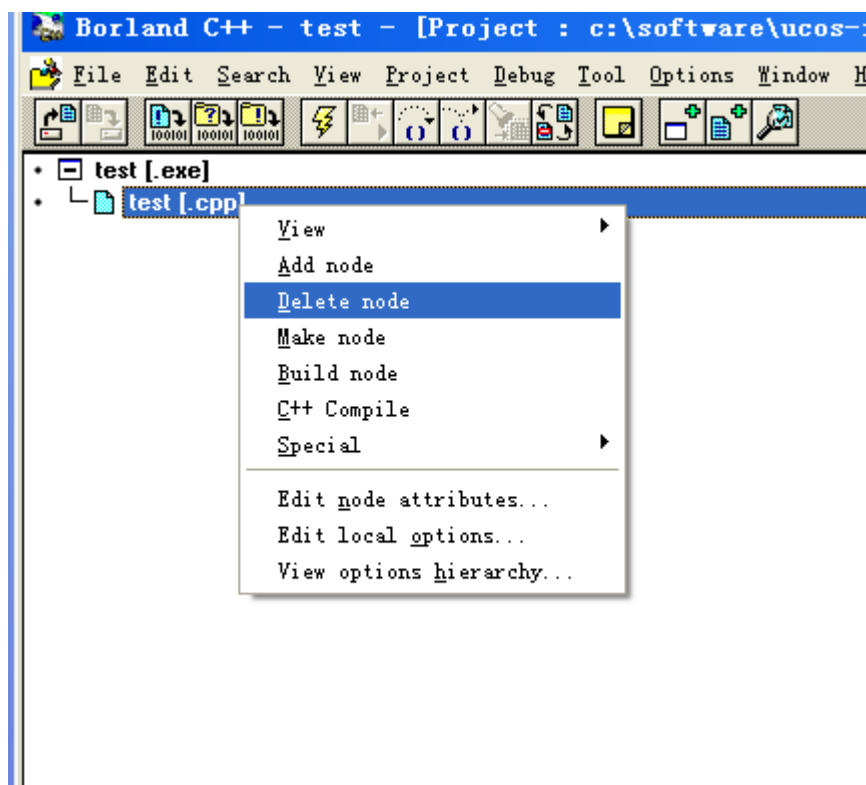 Borland C++ - test - [Project : c:\software\ucos-
File Edit Search View Project Debug Tool Options Window H
test [.exe]
test [.cpp]
View
Add node
Delete node
Make node
Build node
C++ Compile
Special
Edit node attributes...
Edit local options...
View options hierarchy...